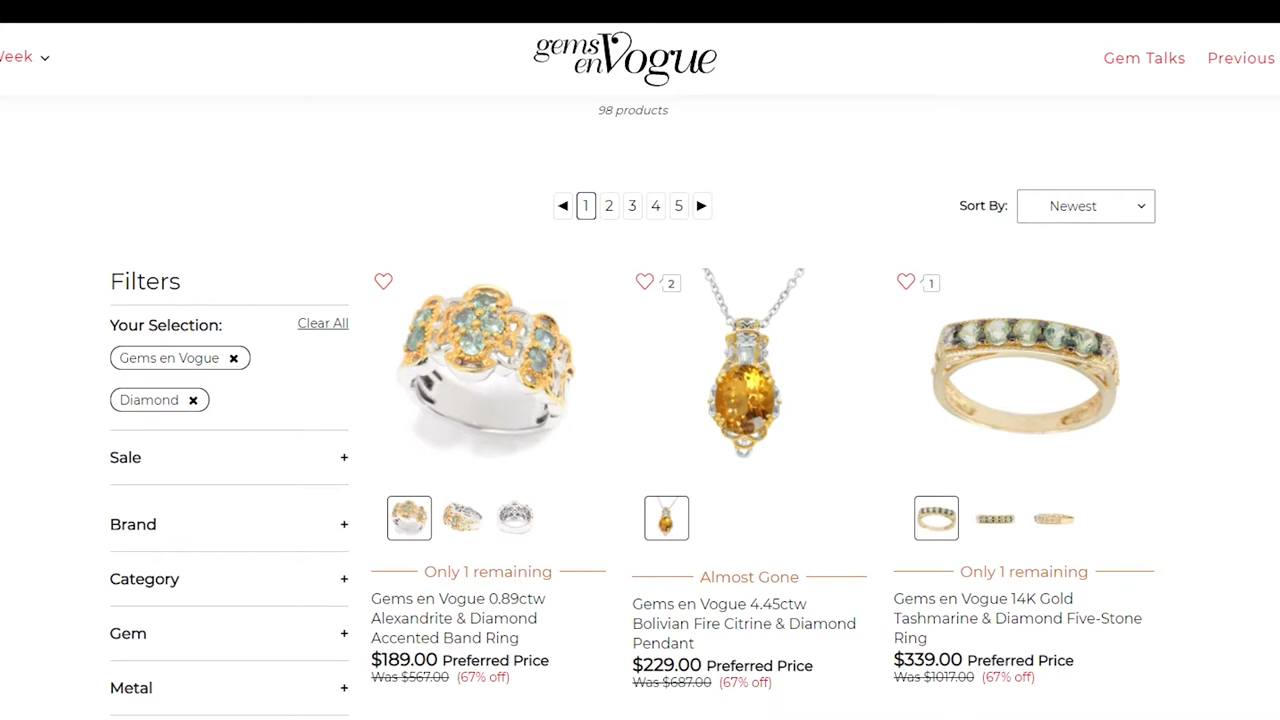 Week
gems
en Vogue
Gem Talks
Previous
98 products
◀ 1 2 3 4 5 ▶
Sort By:
Newest
Filters
Your Selection:
Clear All
Gems en Vogue ✖
Diamond ✖
Sale +
Brand +
Category +
Gem +
Metal +
Only 1 remaining
Gems en Vogue 0.89ctw
Alexandrite & Diamond
Accented Band Ring
$189.00 Preferred Price
Was $567.00 (67% off)
2
Almost Gone
Gems en Vogue 4.45ctw
Bolivian Fire Citrine & Diamond
Pendant
$229.00 Preferred Price
Was $687.00 (67% off)
1
Only 1 remaining
Gems en Vogue 14K Gold
Tashmarine & Diamond Five-Stone
Ring
$339.00 Preferred Price
Was $1017.00 (67% off)